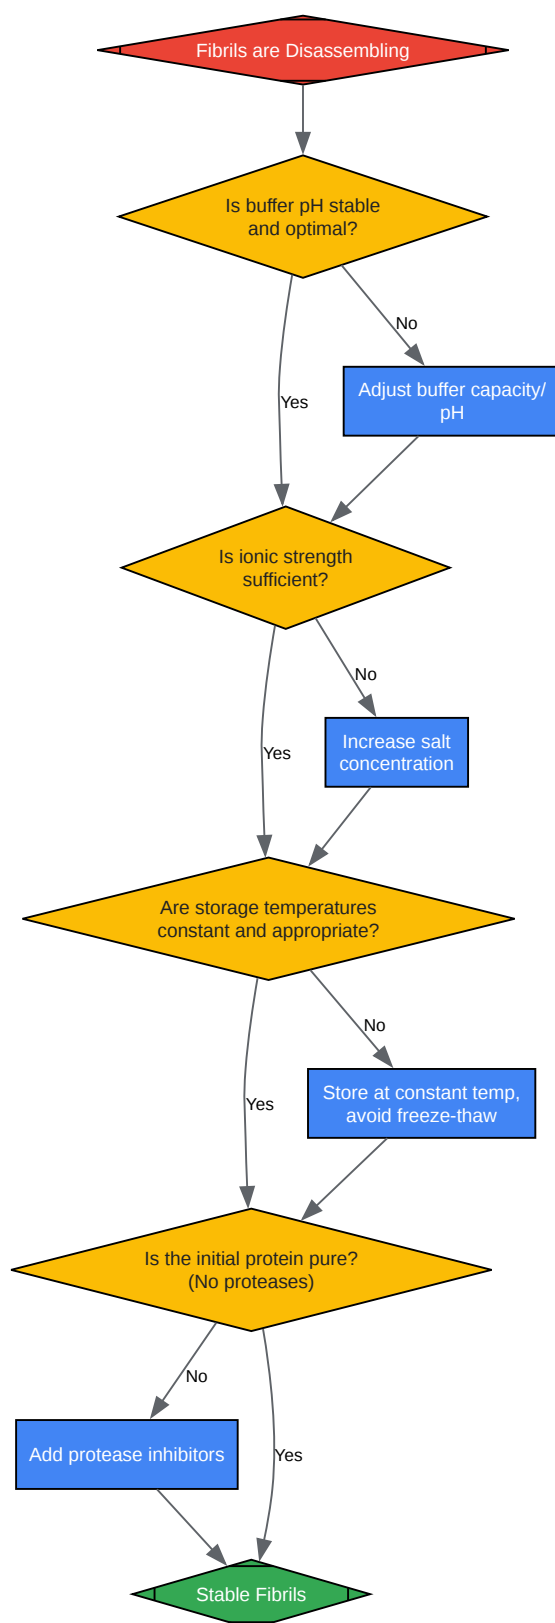 Fibrils are Disassembling
Is buffer pH stable
and optimal?
No
Adjust buffer capacity/
pH
Yes
Is ionic strength
sufficient?
No
Increase salt
concentration
Yes
Are storage temperatures
constant and appropriate?
No
Store at constant temp,
avoid freeze-thaw
Yes
Is the initial protein pure?
(No proteases)
No
Add protease inhibitors
Yes
Stable Fibrils